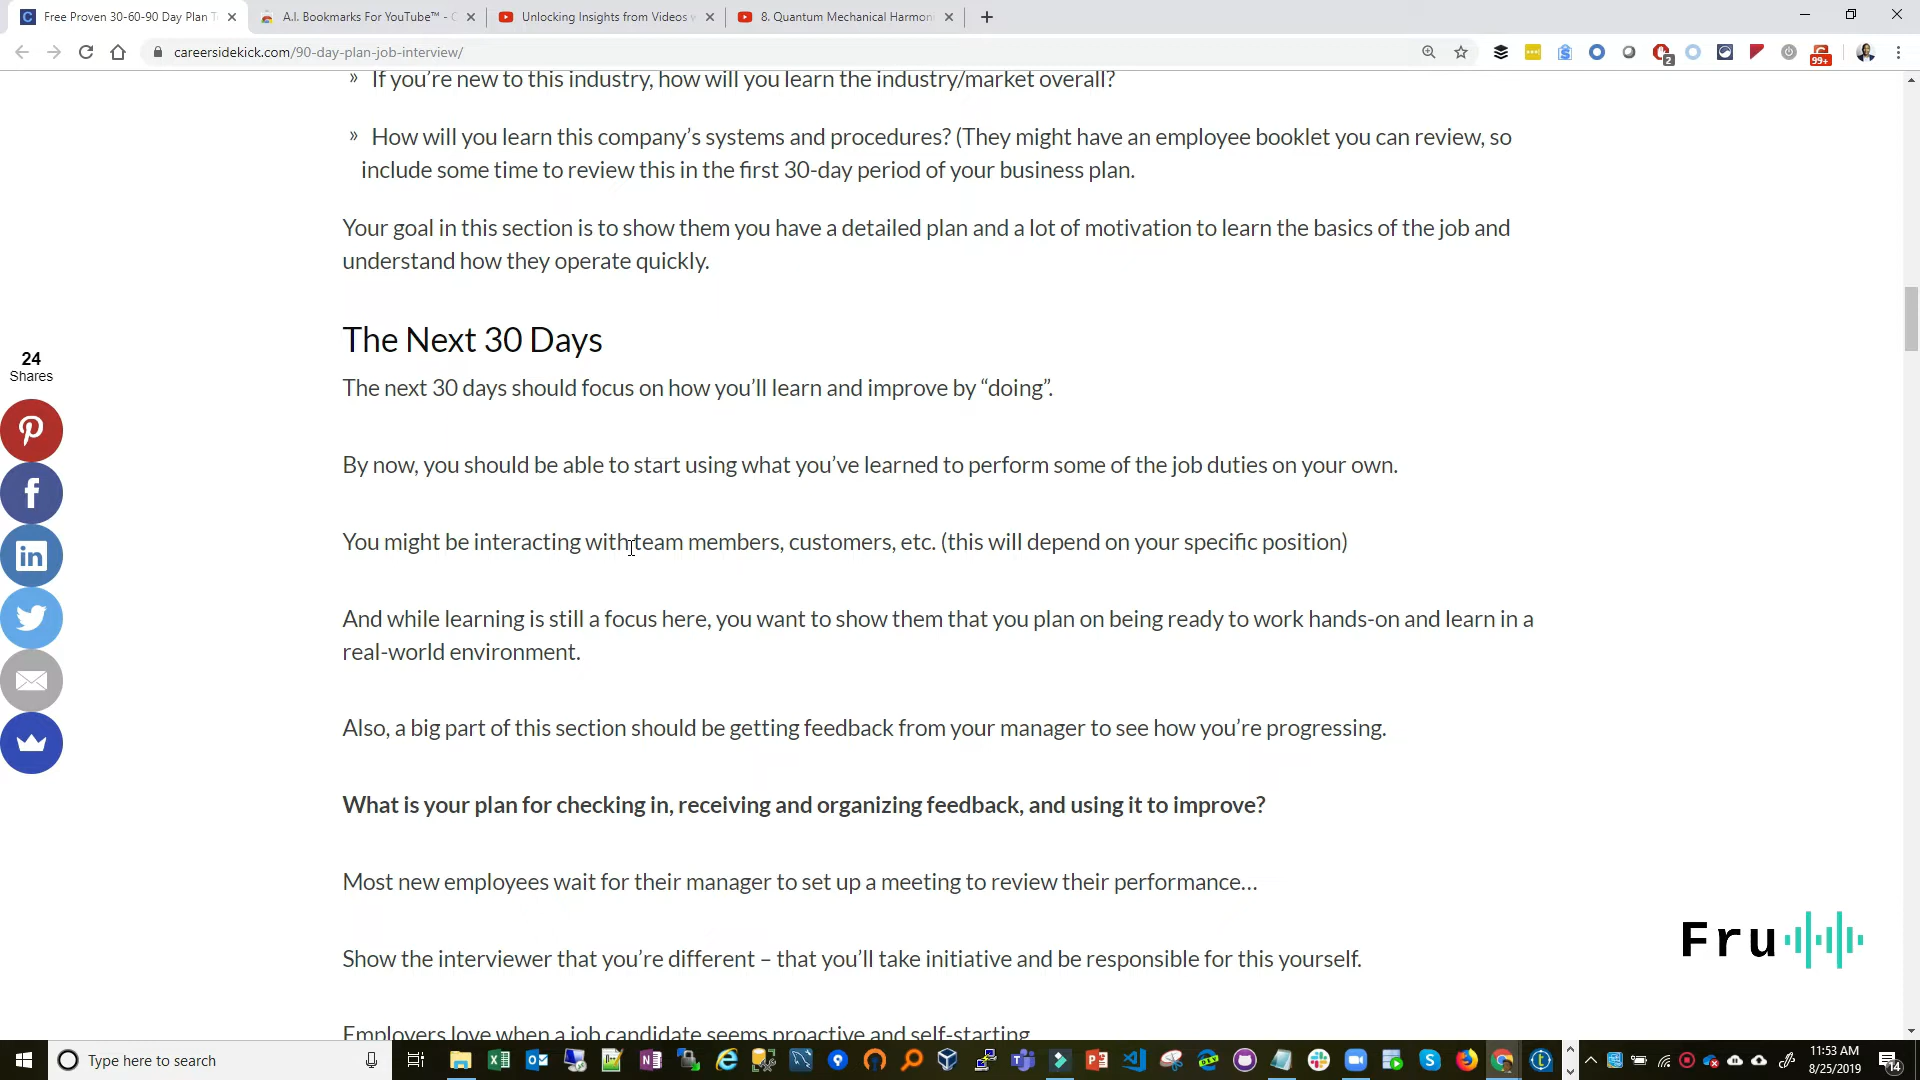 Free Proven 30-60-90 Day Plan T
A.I. Bookmarks For YouTube™ - C
Unlocking Insights from Videos
8. Quantum Mechanical Harmon
careersidekick.com/90-day-plan-job-interview/
2
99+
» If you’re new to this industry, how will you learn the industry/market overall?
» How will you learn this company’s systems and procedures? (They might have an employee booklet you can review, so
include some time to review this in the first 30-day period of your business plan.
Your goal in this section is to show them you have a detailed plan and a lot of motivation to learn the basics of the job and
understand how they operate quickly.
The Next 30 Days
24
Shares
The next 30 days should focus on how you’ll learn and improve by “doing”.
By now, you should be able to start using what you’ve learned to perform some of the job duties on your own.
You might be interacting with team members, customers, etc. (this will depend on your specific position)
And while learning is still a focus here, you want to show them that you plan on being ready to work hands-on and learn in a
real-world environment.
Also, a big part of this section should be getting feedback from your manager to see how you’re progressing.
What is your plan for checking in, receiving and organizing feedback, and using it to improve?
Most new employees wait for their manager to set up a meeting to review their performance…
Show the interviewer that you’re different – that you’ll take initiative and be responsible for this yourself.
Fru
Employers love when a job candidate seems proactive and self-starting
Type here to search
11:53 AM
8/25/2019
14